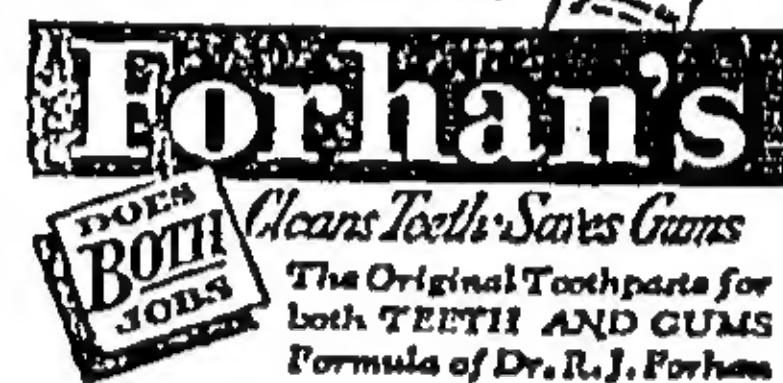 Forhan's
Cleans Teeth · Saves Gums
DOES
BOTH
JOBS
The Original Toothpaste for
both TEETH AND GUMS
Formula of Dr. R. J. Forhan